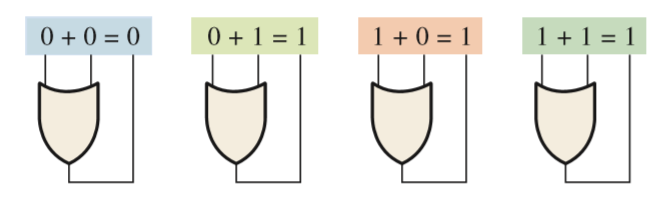 0 + 0 = 0
0 + 1 = 1
1 + 0 = 1
1 + 1 = 1